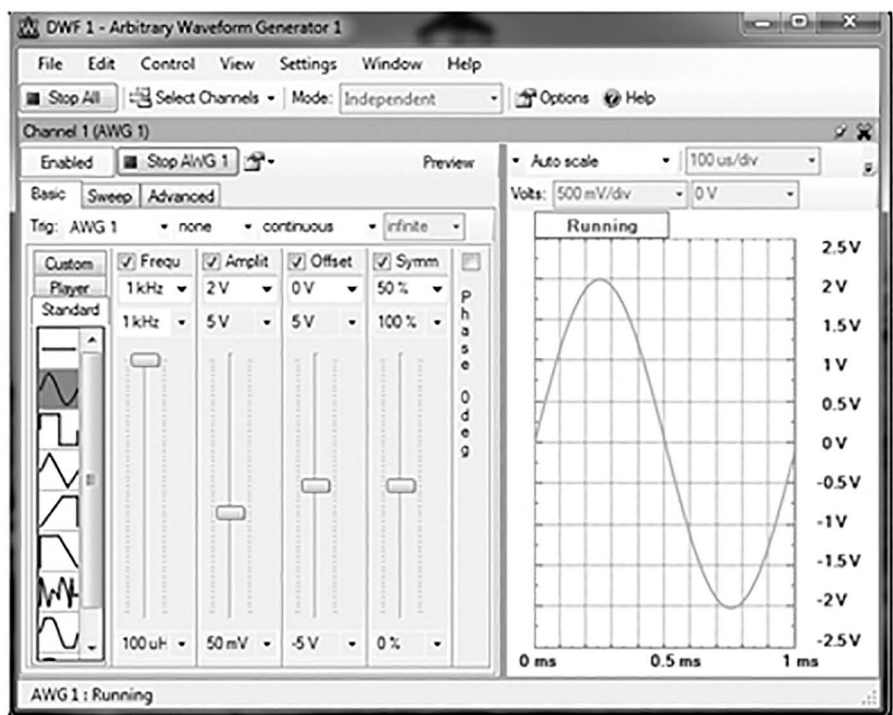 DWF 1 - Arbitrary Waveform Generator 1
File Edit Control View Settings Window Help
Stop All Select Channels Mode: Independent Options Help
Channel 1 (AWG 1)
Enabled Stop AWG 1 Preview
Auto scale 100 us/div
Basic Sweep Advanced
Volts: 500 mV/div 0 V
Trig: AWG 1 none continuous infinite
Running
Custom
Player
Standard
Frequ Amplit Offset Symm
1 kHz 2 V 0 V 50 %
1 kHz 5 V 5 V 100 %
Phase 0deg
100 uH 50 mV -5 V 0 %
2.5 V
2 V
1.5 V
1 V
0.5 V
0 V
-0.5 V
-1 V
-1.5 V
-2 V
-2.5 V
0 ms 0.5 ms 1 ms
AWG 1 : Running